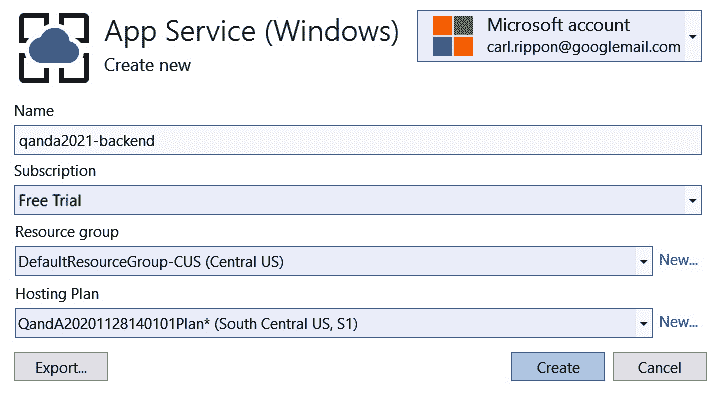 App Service (Windows)
Create new
Microsoft account
carl.rippon@googlemail.com
Name
qanda2021-backend
Subscription
Free Trial
Resource group
DefaultResourceGroup-CUS (Central US)
New...
Hosting Plan
QandA20201128140101Plan* (South Central US, S1)
New...
Export...
Create
Cancel